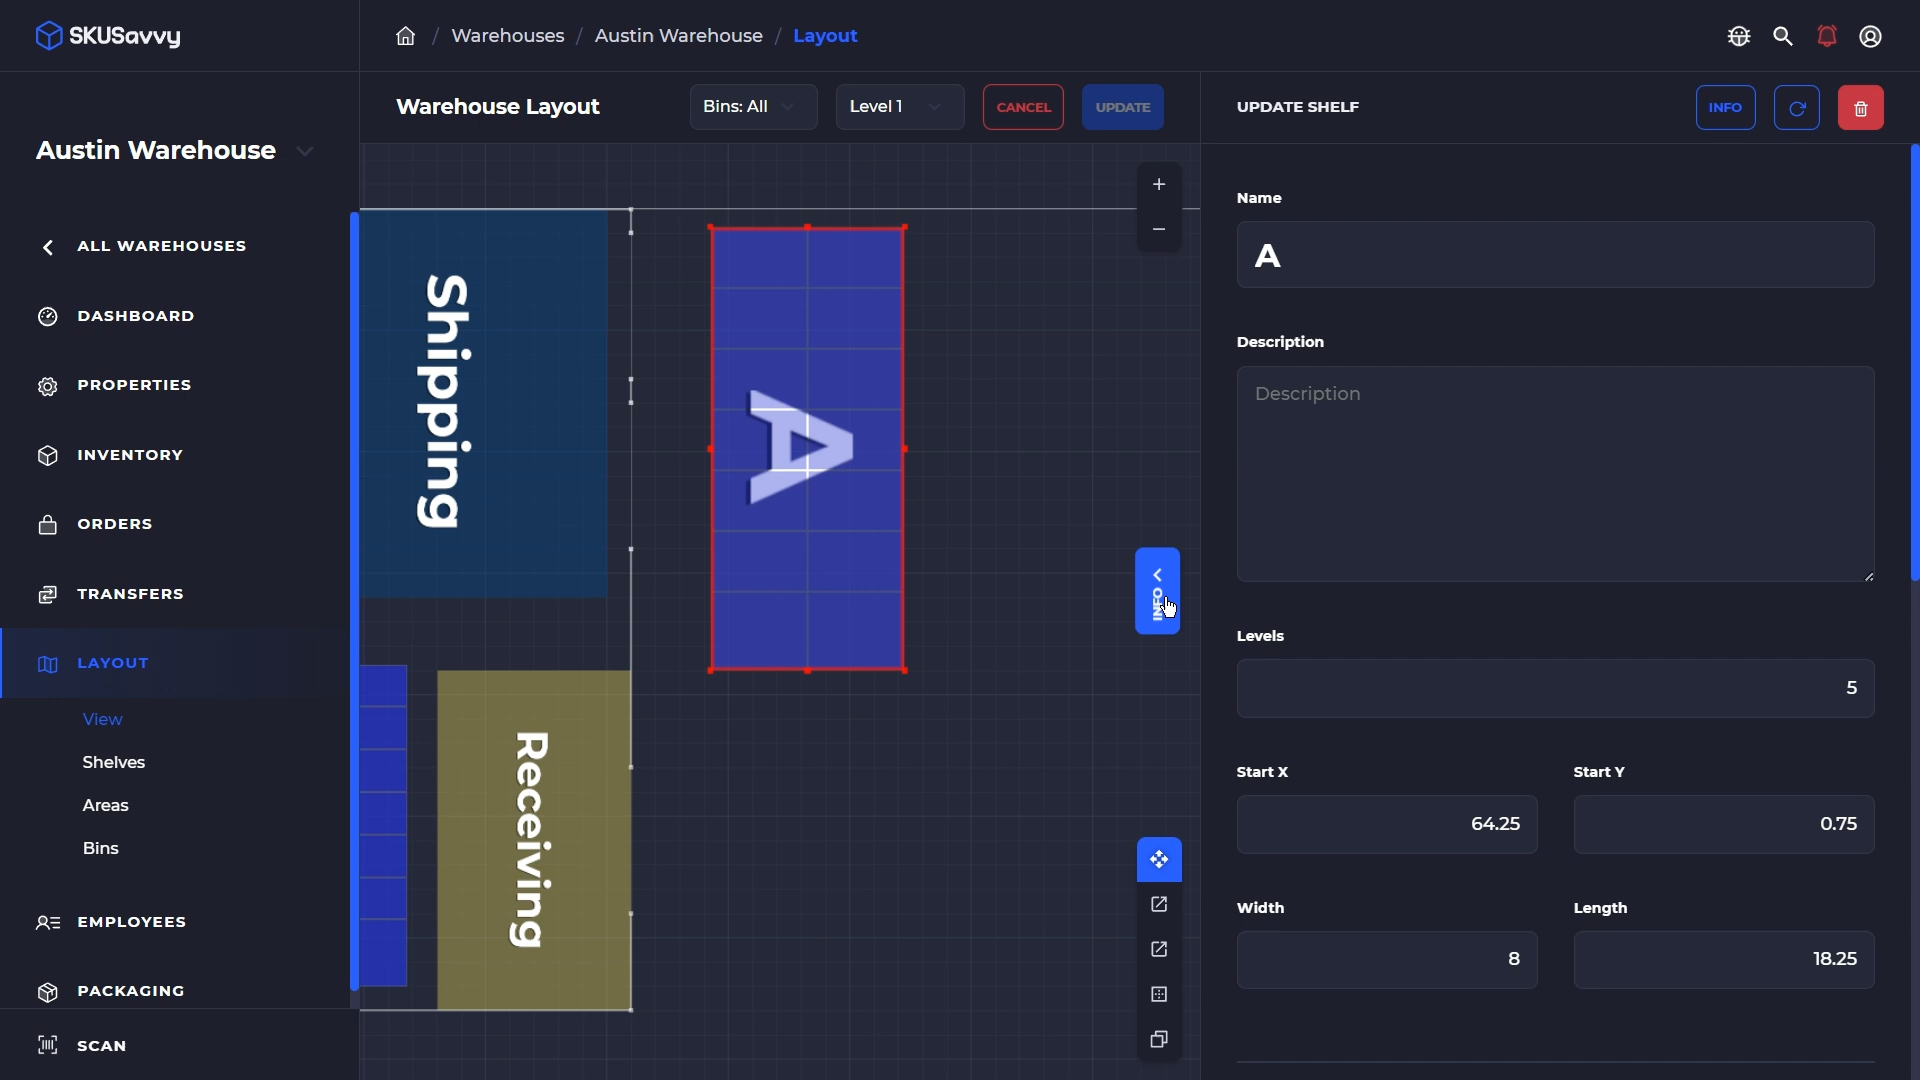 SKUSavvy
/ Warehouses / Austin Warehouse / Layout
Austin Warehouse
ALL WAREHOUSES
DASHBOARD
PROPERTIES
INVENTORY
ORDERS
TRANSFERS
LAYOUT
View
Shelves
Areas
Bins
EMPLOYEES
PACKAGING
SCAN
Warehouse Layout
Bins: All
Level 1
CANCEL
UPDATE
Shipping
A
Receiving
INFO
UPDATE SHELF
INFO
Name
A
Description
Description
Levels
5
Start X
Start Y
64.25
0.75
Width
Length
8
18.25